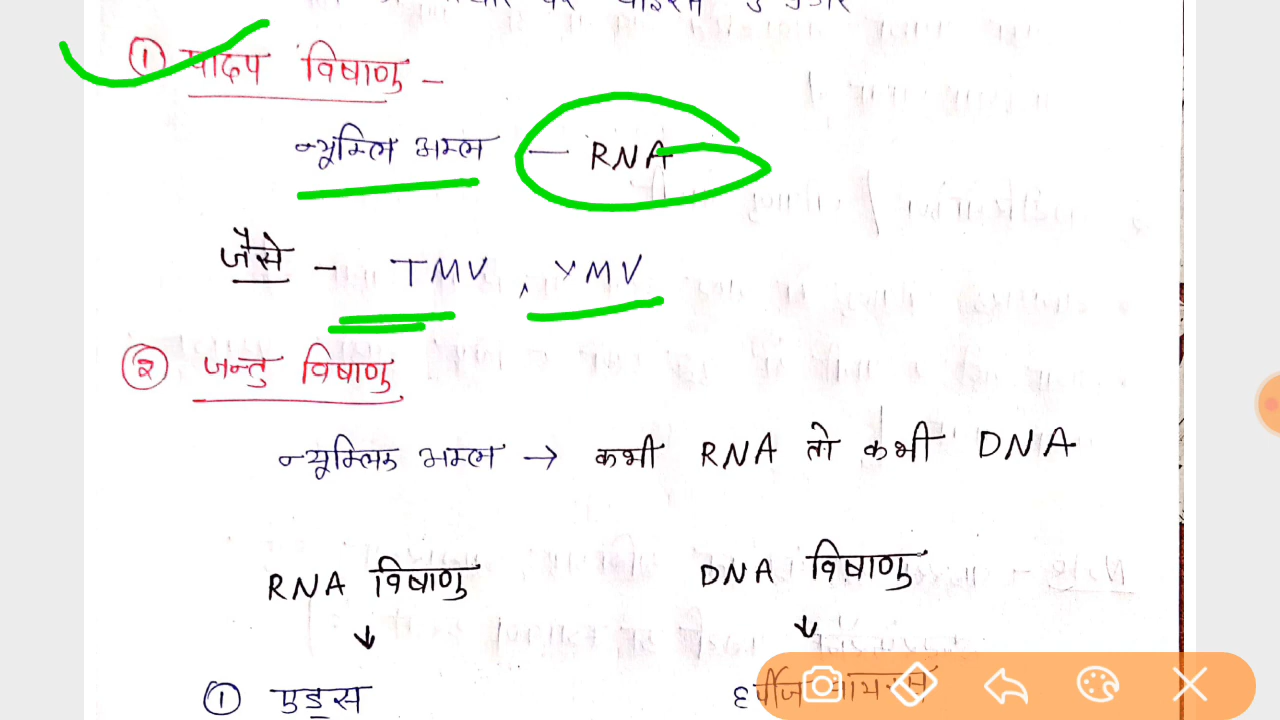 ① पादप विषाणु –
न्यूक्लि अम्ल – RNA
जैसे – TMV, YMV
② जन्तु विषाणु
न्यूक्लिक अम्ल → कभी RNA तो कभी DNA
RNA विषाणु DNA विषाणु
↓ ↓
① एड्स